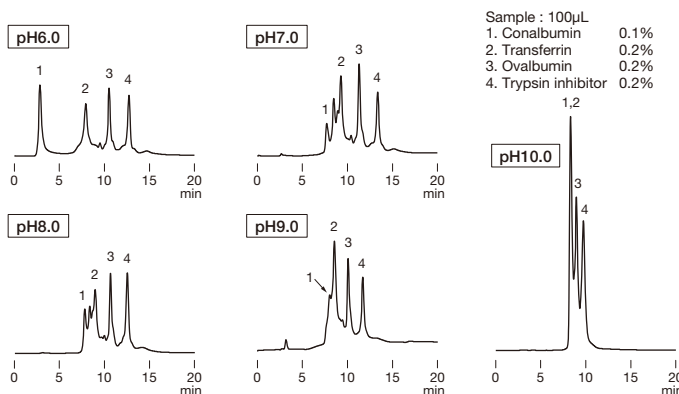 Sample : 100µL
1. Conalbumin 0.1%
2. Transferrin 0.2%
3. Ovalbumin 0.2%
4. Trypsin inhibitor 0.2%
pH6.0
1
2
3
4
0 5 10 15 20
min
pH7.0
1
2
3
4
0 5 10 15 20
min
pH8.0
1
2
3
4
0 5 10 15 20
min
pH9.0
1
2
3
4
0 5 10 15 20
min
pH10.0
1,2
3
4
0 5 10 15 20
min